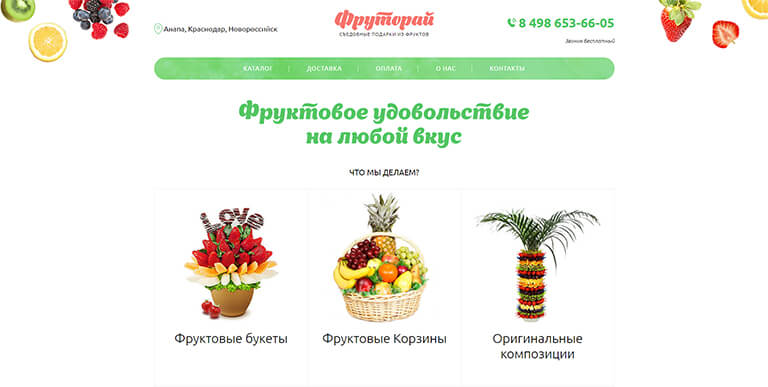 Фруторай
СЪЕДОБНЫЕ ПОДАРКИ ИЗ ФРУКТОВ
Анапа, Краснодар, Новороссийск
8 498 653-66-05
Звонок бесплатный
КАТАЛОГ
ДОСТАВКА
ОПЛАТА
О НАС
КОНТАКТЫ
Фруктовое удовольствие
на любой вкус
ЧТО МЫ ДЕЛАЕМ?
LOVE
Фруктовые букеты
Фруктовые Корзины
Оригинальные
композиции